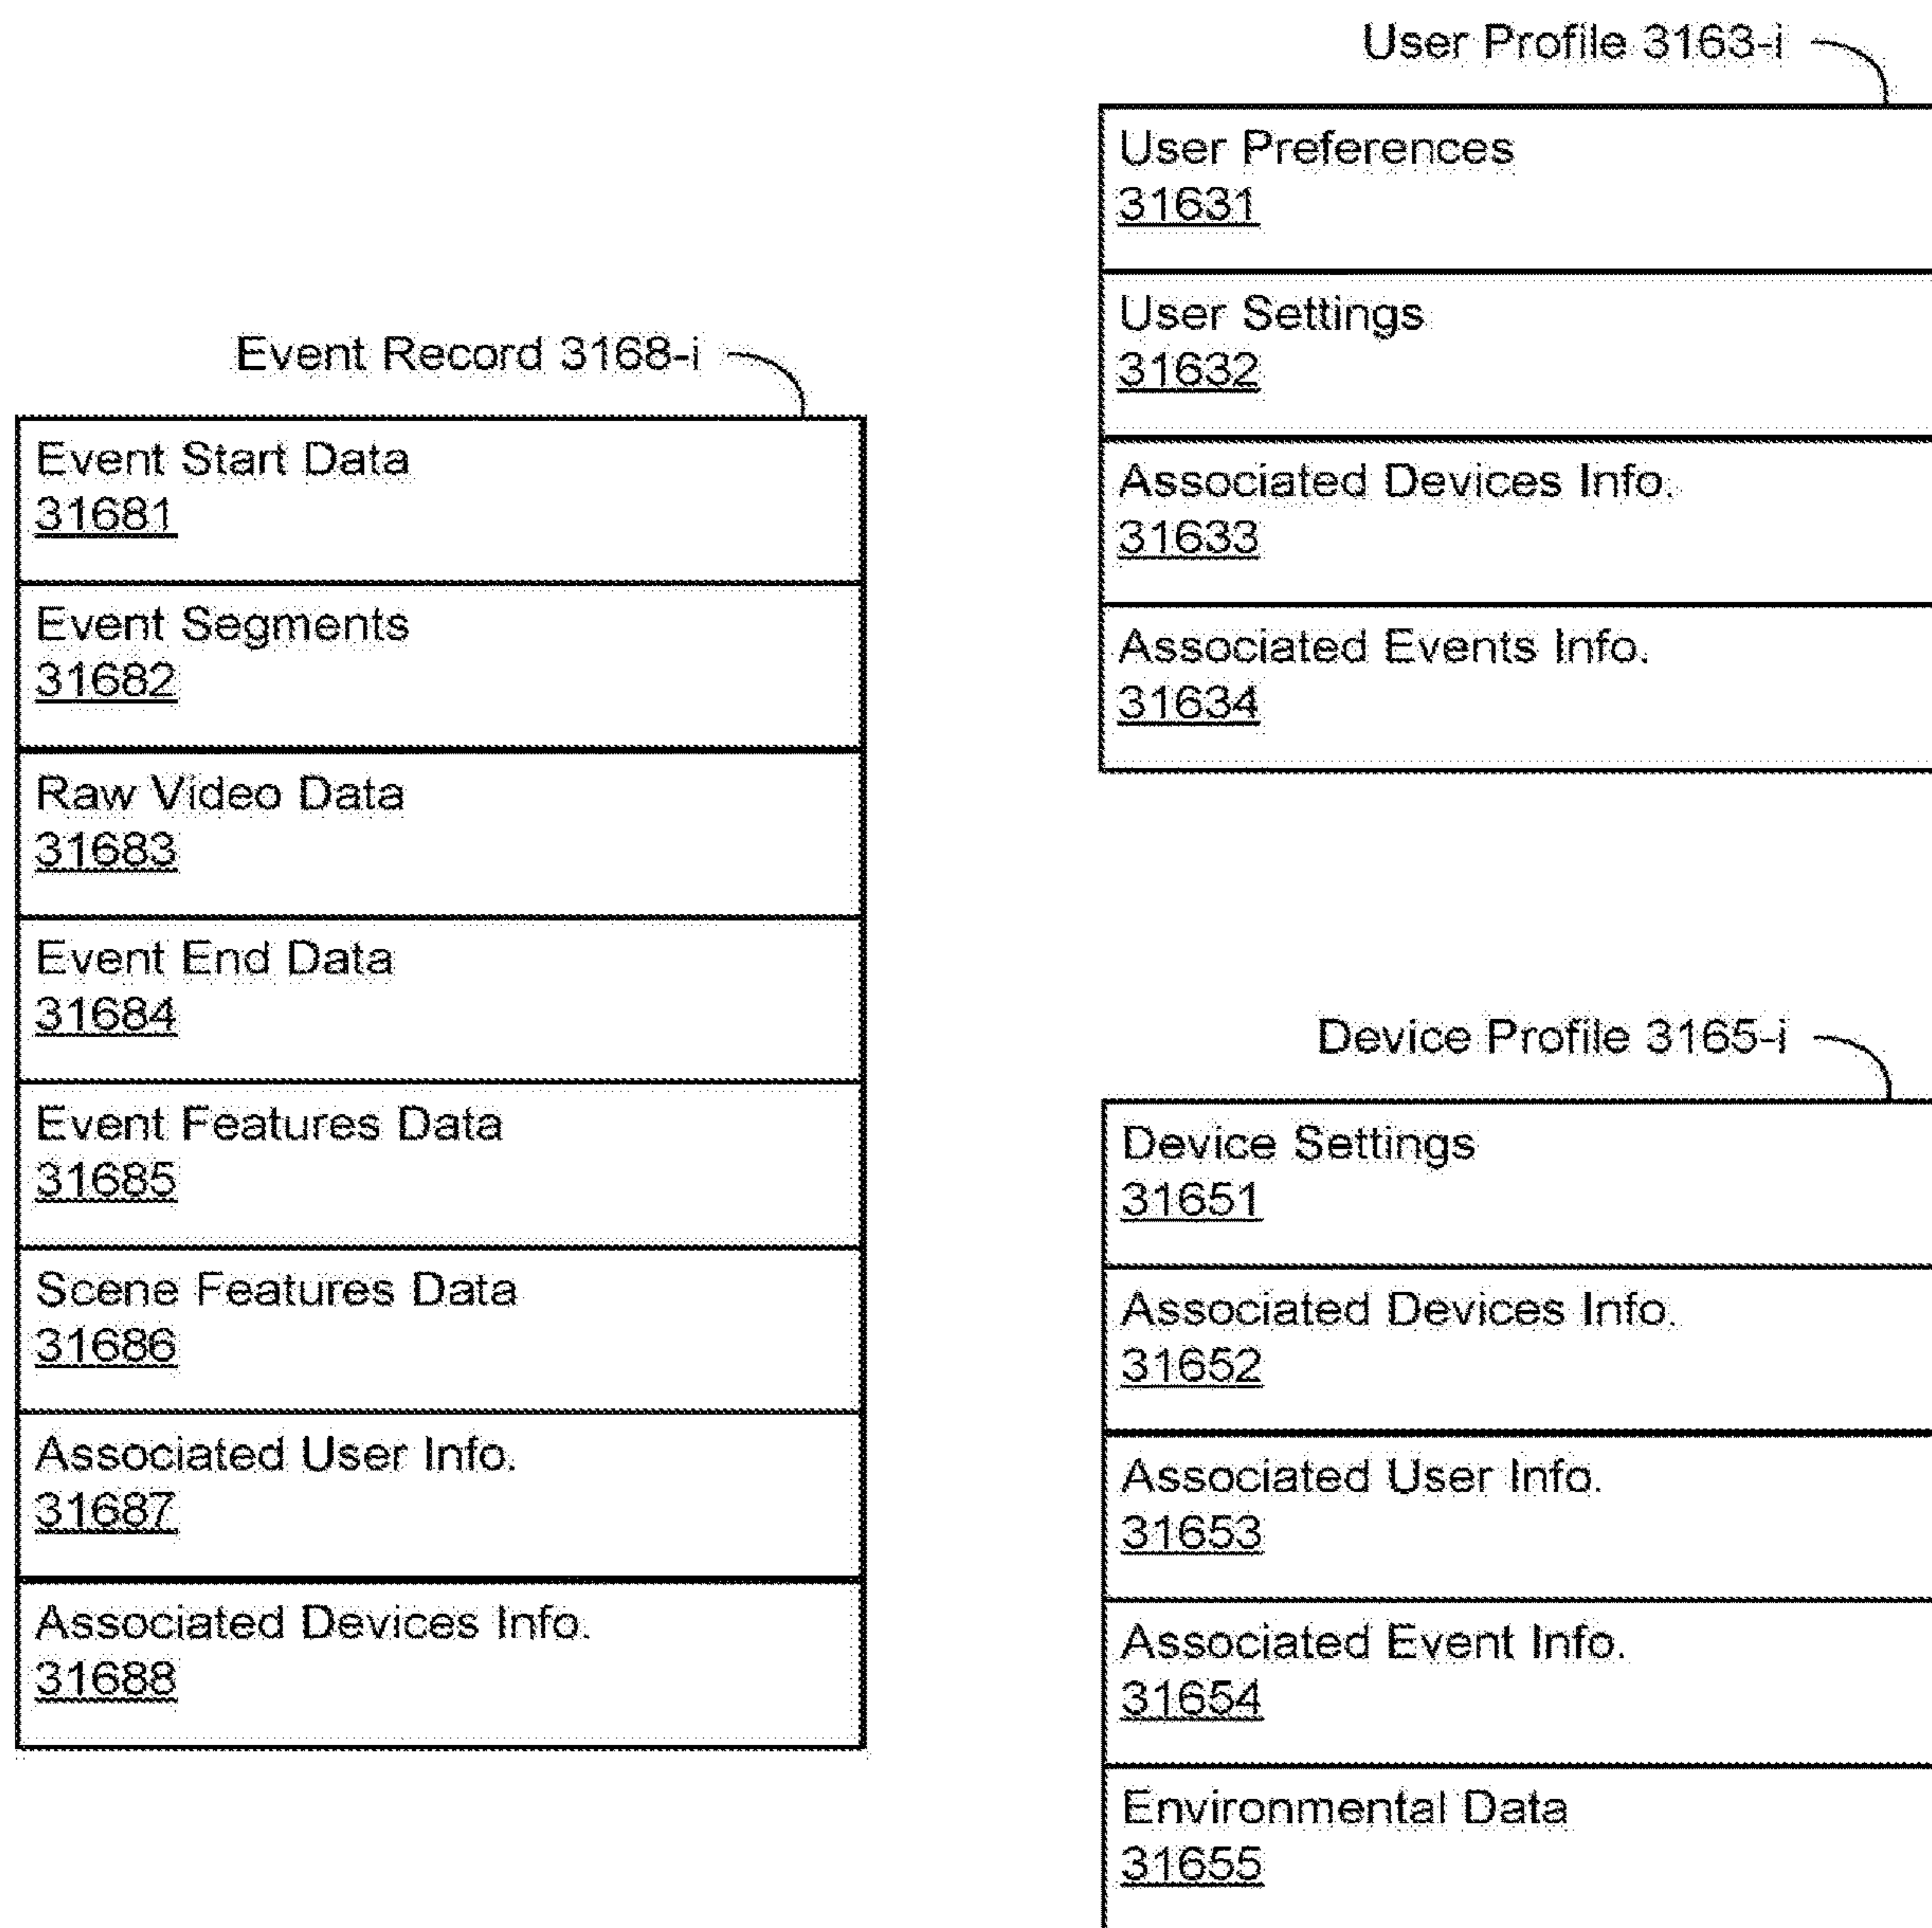 Event Record 3168-i
Event Start Data
31681
Event Segments
31682
Raw Video Data
31683
Event End Data
31684
Event Features Data
31685
Scene Features Data
31686
Associated User Info.
31687
Associated Devices Info.
31688
User Profile 3163-i
User Preferences
31631
User Settings
31632
Associated Devices Info.
31633
Associated Events Info.
31634
Device Profile 3165-i
Device Settings
31651
Associated Devices Info.
31652
Associated User Info.
31653
Associated Event Info.
31654
Environmental Data
31655